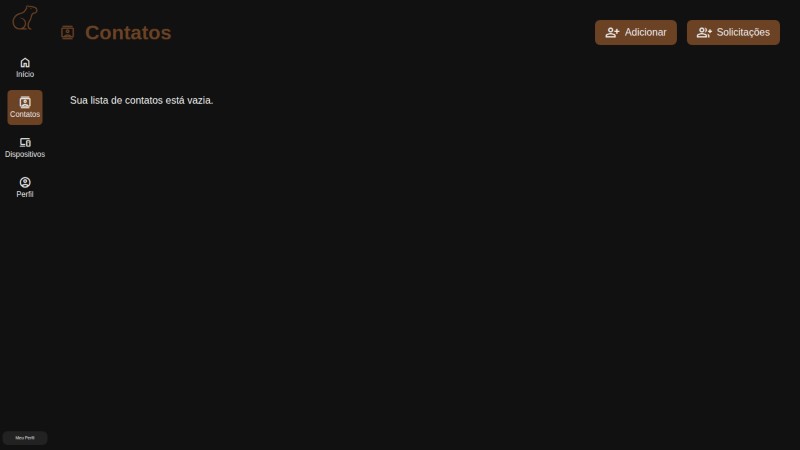 Contatos
Adicionar
Solicitações
Início
Contatos
Dispositivos
Perfil
Sua lista de contatos está vazia.
Meu Perfil